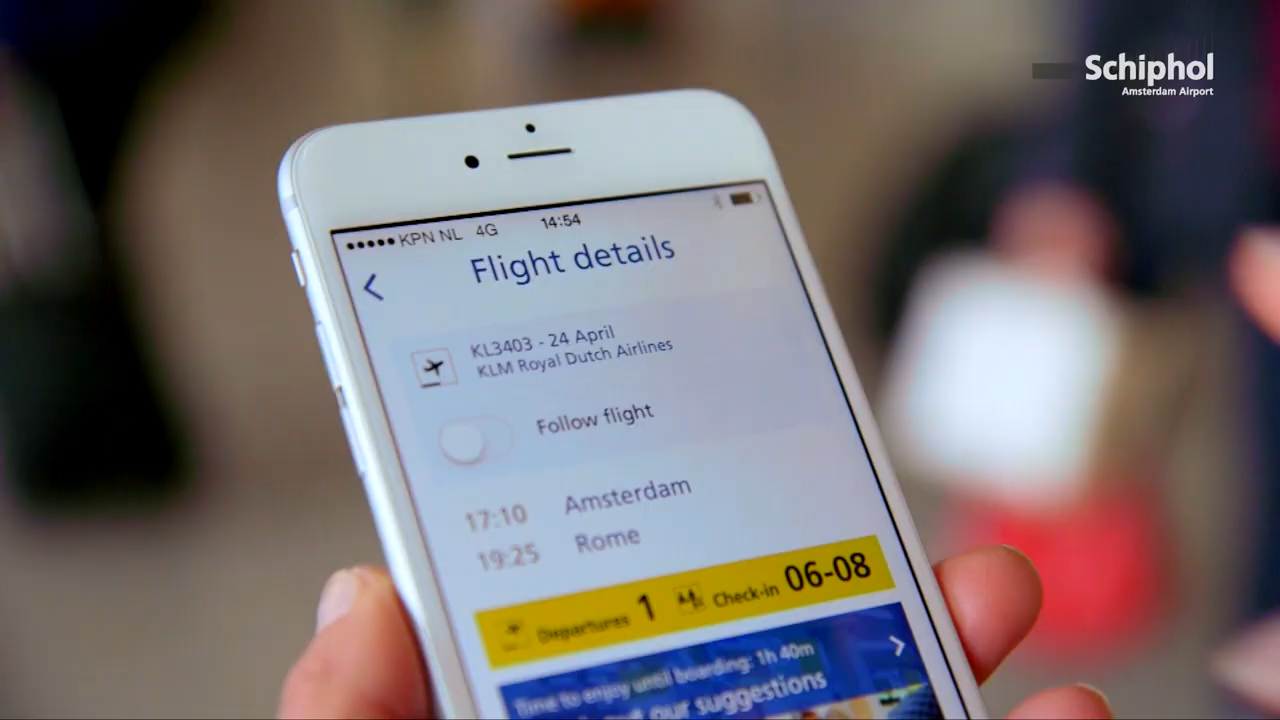 Schiphol
Amsterdam Airport
KPN NL 4G 14:54
Flight details
KL3403 - 24 April
KLM Royal Dutch Airlines
Follow flight
17:10 Amsterdam
19:25 Rome
Departures 1 Check-in 06-08
Time to enjoy until boarding: 1h 40m
our suggestions